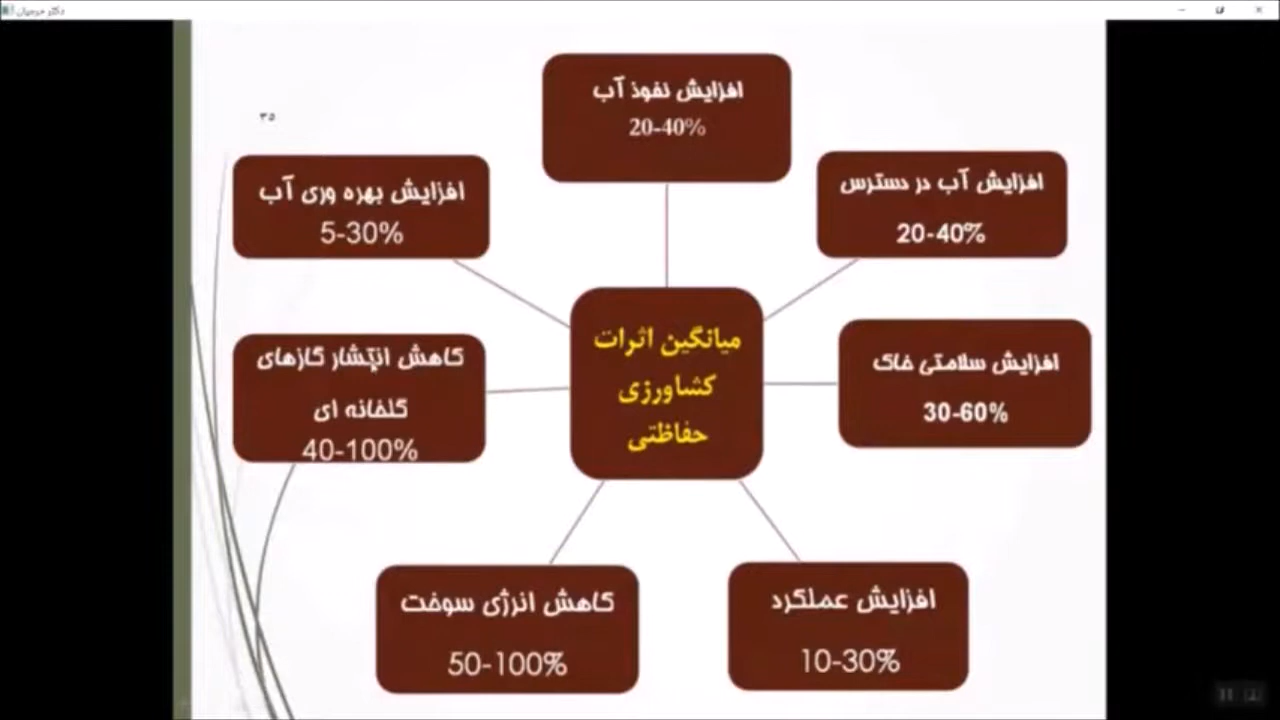 ۳۵
افزایش نفوذ آب
20-40%
افزایش آب در دسترس
20-40%
افزایش بهره وری آب
5-30%
میانگین اثرات
کشاورزی
حفاظتی
افزایش سلامتی خاک
30-60%
کاهش انتشار گازهای
گلخانه ای
40-100%
افزایش عملکرد
10-30%
کاهش انرژی سوخت
50-100%